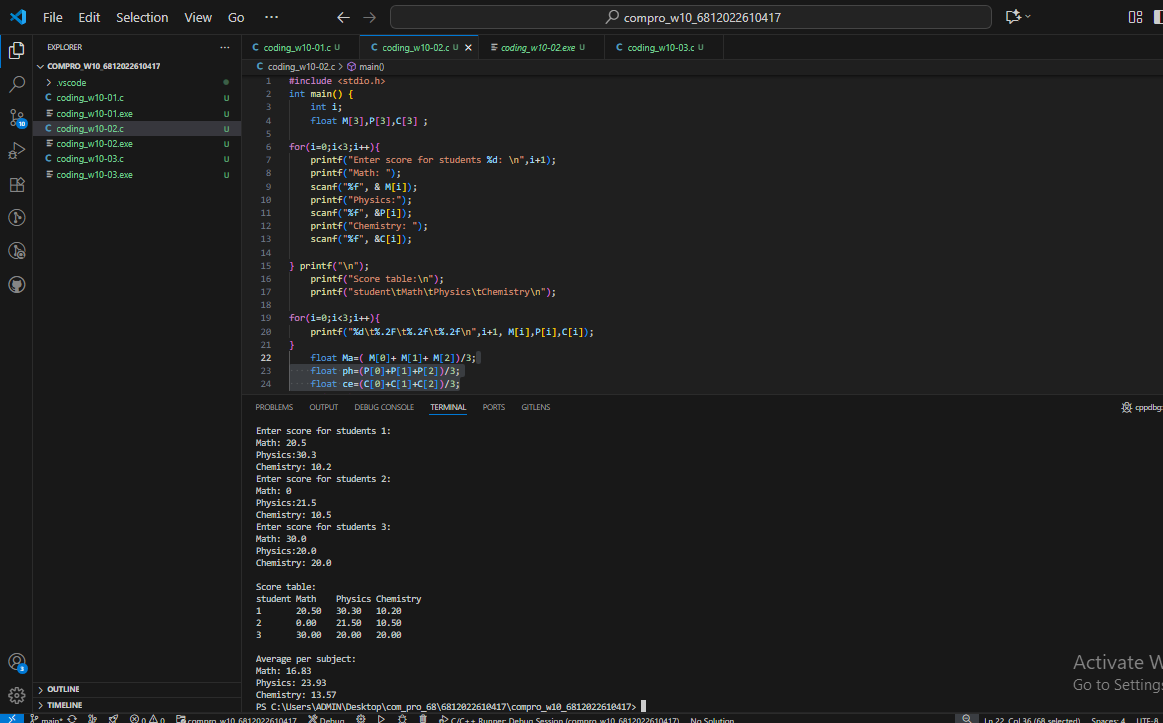 File Edit Selection View Go ···
compro_w10_6812022610417
EXPLORER
COMPRO_W10_6812022610417
.vscode
coding_w10-01.c U
coding_w10-01.exe U
coding_w10-02.c U
coding_w10-02.exe U
coding_w10-03.c U
coding_w10-03.exe U
OUTLINE
TIMELINE
C coding_w10-01.c U
C coding_w10-02.c U ×
coding_w10-02.exe U
C coding_w10-03.c U
C coding_w10-02.c > main()
1 #include <stdio.h>
2 int main() {
3 int i;
4 float M[3],P[3],C[3] ;
5
6 for(i=0;i<3;i++){
7 printf("Enter score for students %d: \n",i+1);
8 printf("Math: ");
9 scanf("%f", & M[i]);
10 printf("Physics:");
11 scanf("%f", &P[i]);
12 printf("Chemistry: ");
13 scanf("%f", &C[i]);
14
15 } printf("\n");
16 printf("Score table:\n");
17 printf("student\tMath\tPhysics\tChemistry\n");
18
19 for(i=0;i<3;i++){
20 printf("%d\t%.2F\t%.2f\t%.2f\n",i+1, M[i],P[i],C[i]);
21 }
22 float Ma=( M[0]+ M[1]+ M[2])/3;
23 float ph=(P[0]+P[1]+P[2])/3;
24 float ce=(C[0]+C[1]+C[2])/3;
PROBLEMS OUTPUT DEBUG CONSOLE TERMINAL PORTS GITLENS
cppdbg:
Enter score for students 1:
Math: 20.5
Physics:30.3
Chemistry: 10.2
Enter score for students 2:
Math: 0
Physics:21.5
Chemistry: 10.5
Enter score for students 3:
Math: 30.0
Physics:20.0
Chemistry: 20.0
Score table:
student Math Physics Chemistry
1 20.50 30.30 10.20
2 0.00 21.50 10.50
3 30.00 20.00 20.00
Average per subject:
Math: 16.83
Physics: 23.93
Chemistry: 13.57
PS C:\Users\ADMIN\Desktop\com_pro_68\6812022610417\compro_w10_6812022610417>
Activate W
Go to Settings
main* 0 0 compro_w10_6812022610417 Debug C/C++ Runner: Debug Session (compro_w10_6812022610417) No Solution
Ln 22, Col 36 (68 selected) Spaces: 4 UTF-8